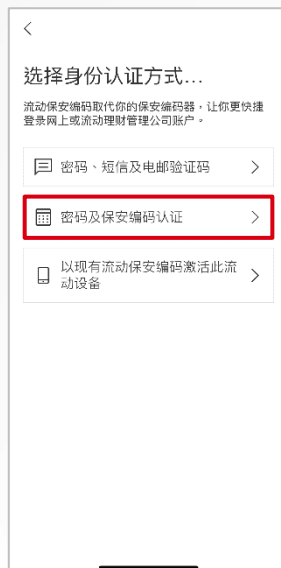 选择身份认证方式...
流动保安编码取代你的保安编码器，让你更快捷
登录网上或流动理财管理公司账户。
密码、短信及电邮验证码
密码及保安编码认证
以现有流动保安编码激活此流
动设备